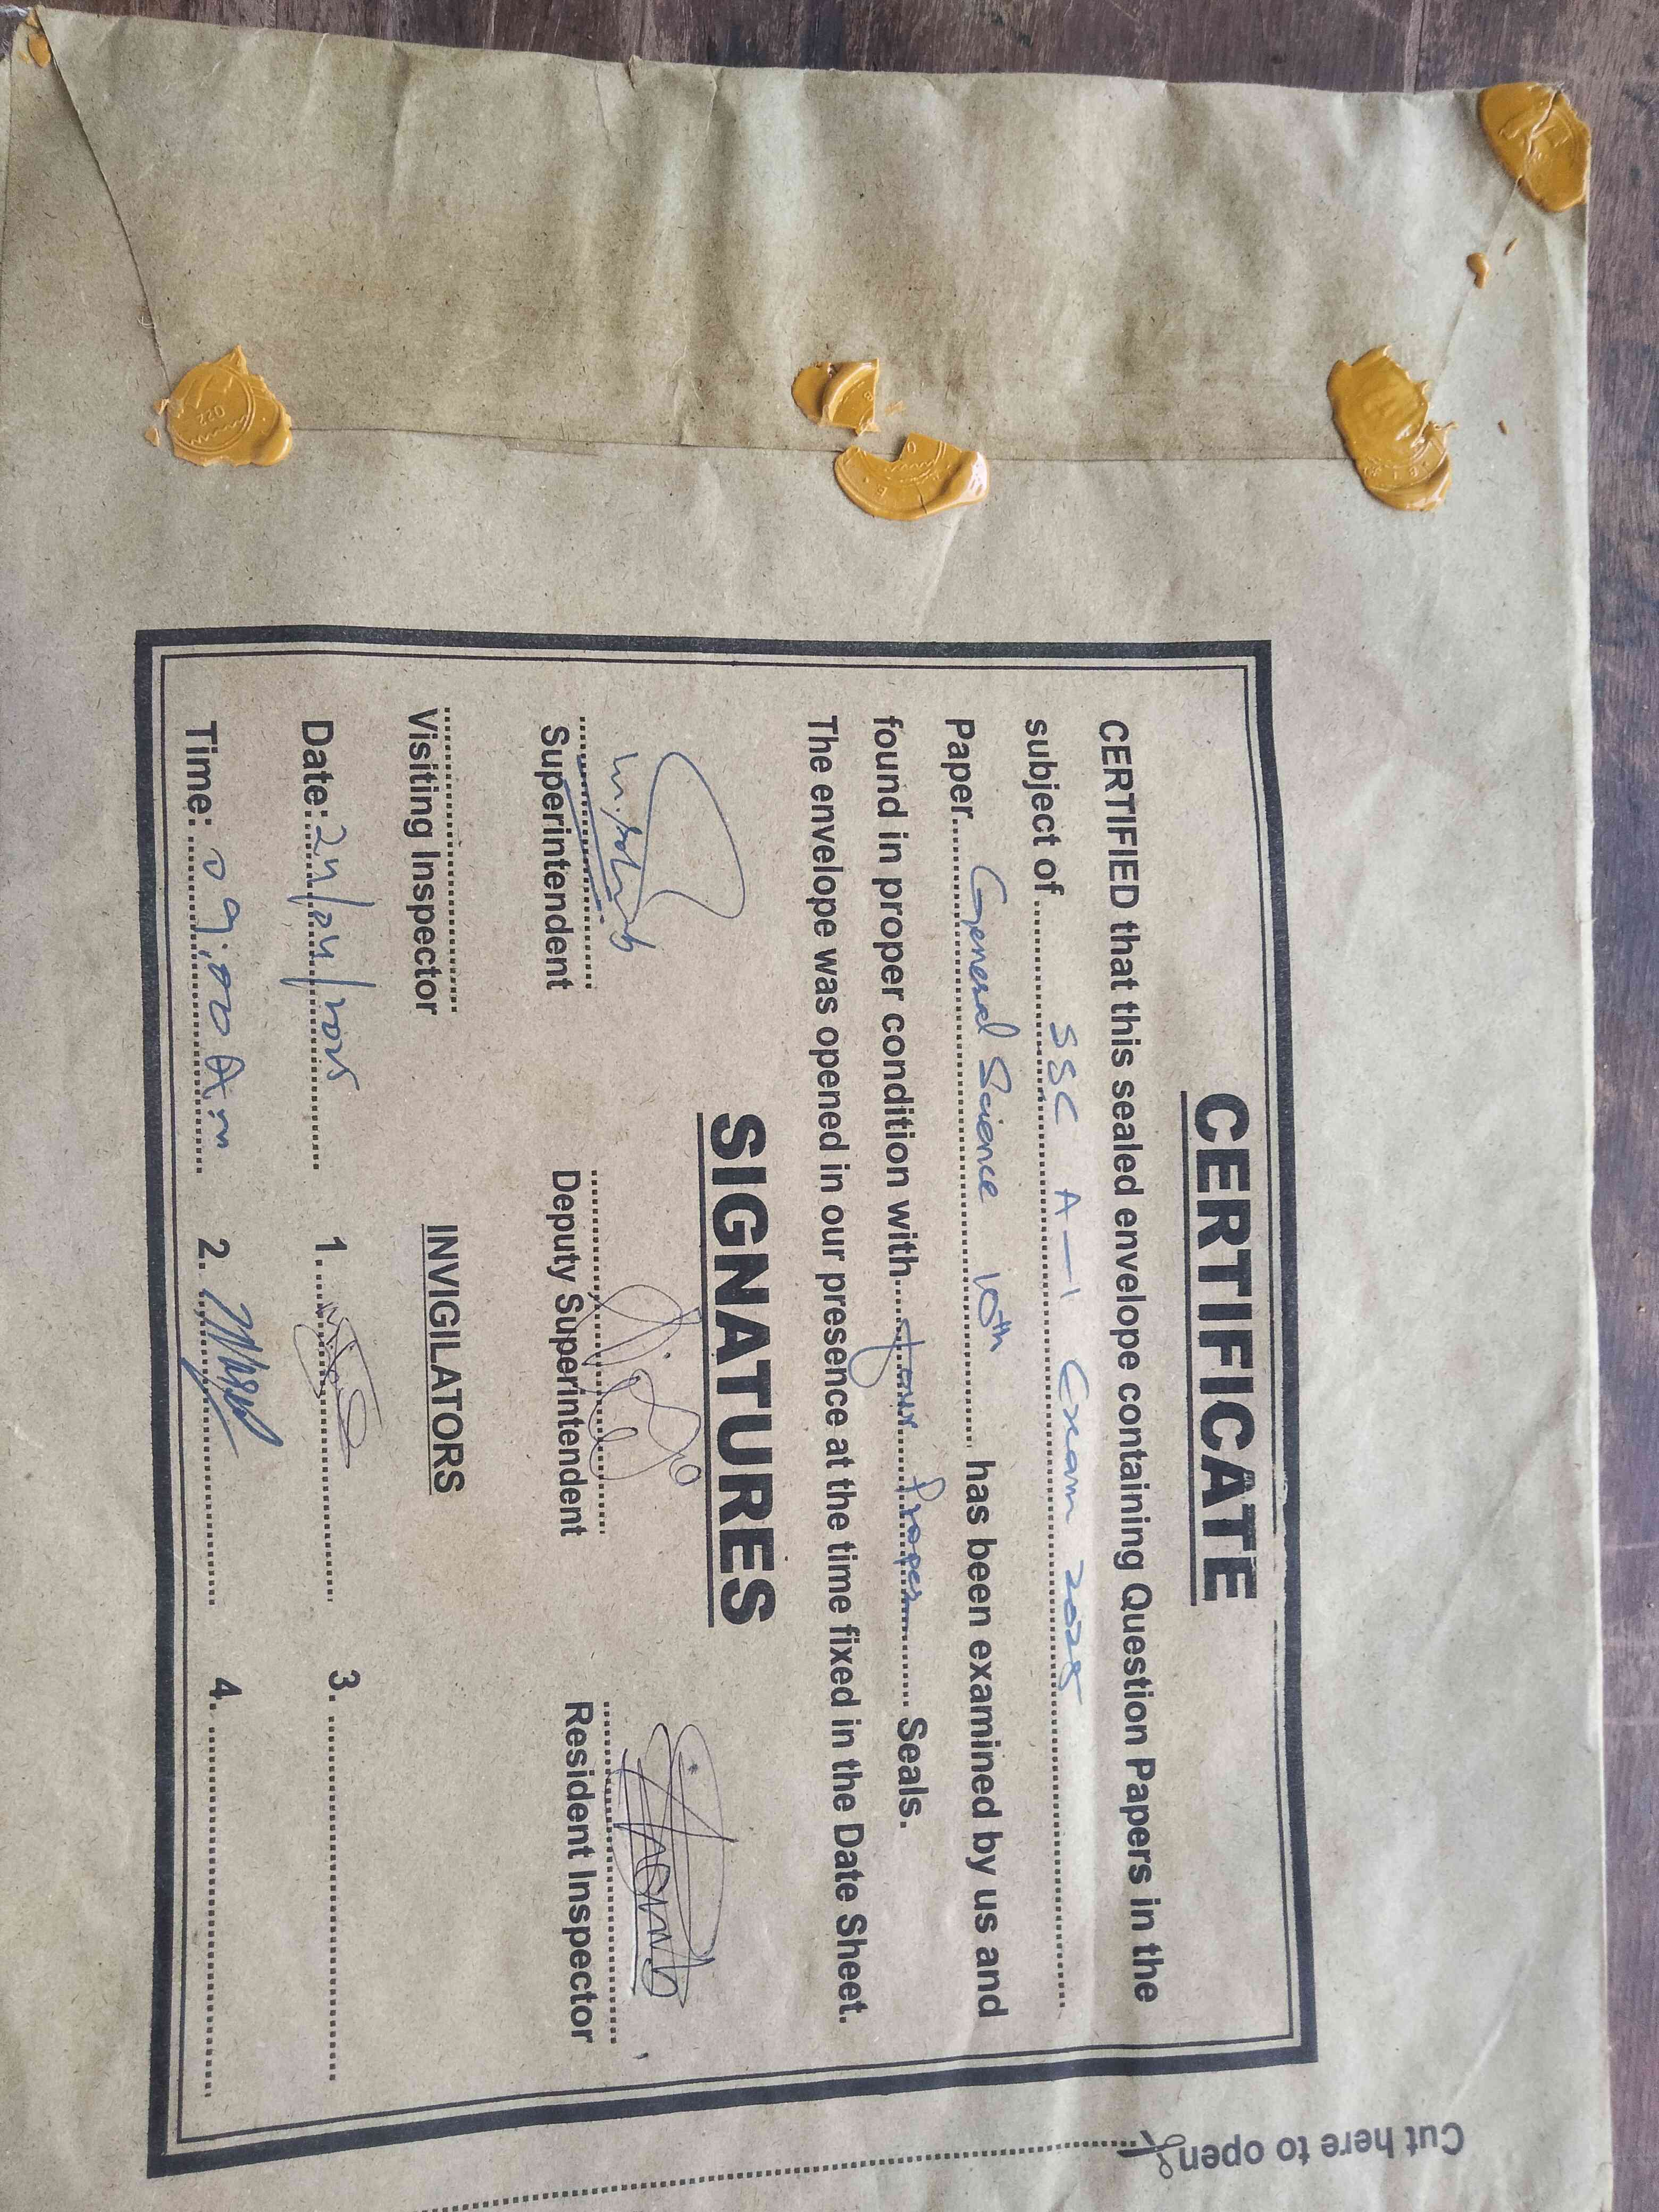 CERTIFICATE
CERTIFIED that this sealed envelope containing Question Papers in the
subject of SSC A-I Exam 2025
Paper General Science 10th has been examined by us and
found in proper condition with four Proper Seals.
The envelope was opened in our presence at the time fixed in the Date Sheet.
SIGNATURES
Superintendent Deputy Superintendent Resident Inspector
Visiting Inspector INVIGILATORS
Date: 24/04/2025 1. 3.
Time: 09:00 Am 2. 4.
Cut here to open
022